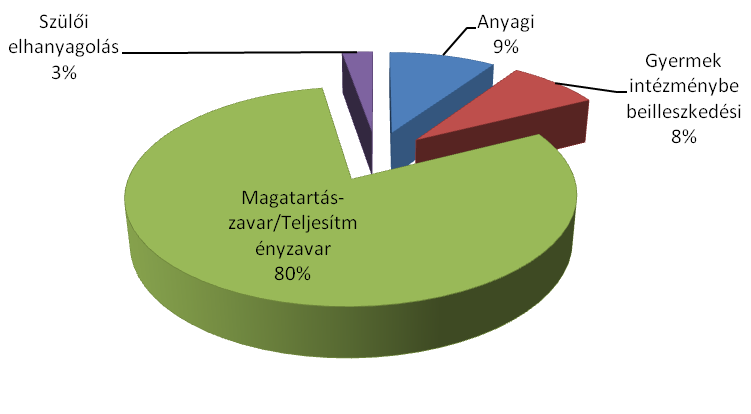 Szülői
elhanyagolás
3%
Anyagi
9%
Gyermek
intézménybe
beilleszkedési
8%
Magatartás-
zavar/Teljesítm
ényzavar
80%